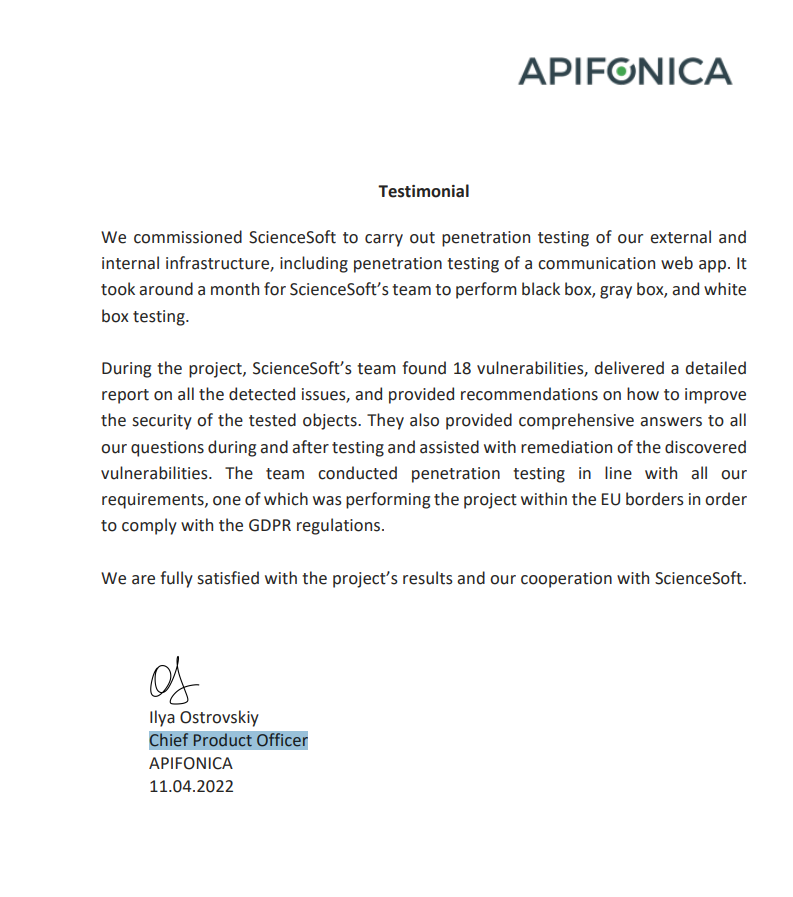 APIFONICA
Testimonial
We commissioned ScienceSoft to carry out penetration testing of our external and
internal infrastructure, including penetration testing of a communication web app. It
took around a month for ScienceSoft’s team to perform black box, gray box, and white
box testing.
During the project, ScienceSoft’s team found 18 vulnerabilities, delivered a detailed
report on all the detected issues, and provided recommendations on how to improve
the security of the tested objects. They also provided comprehensive answers to all
our questions during and after testing and assisted with remediation of the discovered
vulnerabilities. The team conducted penetration testing in line with all our
requirements, one of which was performing the project within the EU borders in order
to comply with the GDPR regulations.
We are fully satisfied with the project’s results and our cooperation with ScienceSoft.
Ilya Ostrovskiy
Chief Product Officer
APIFONICA
11.04.2022